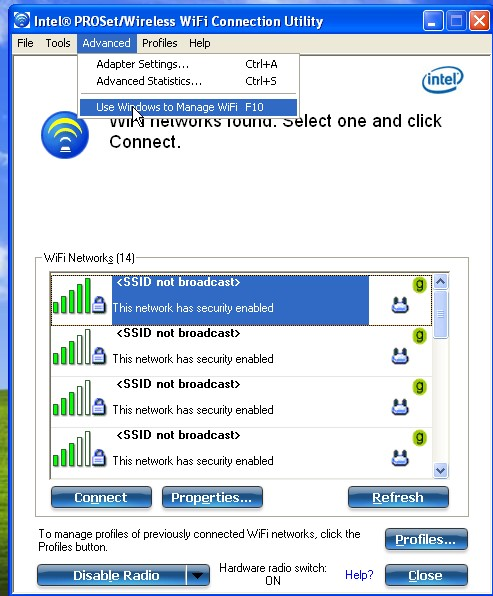 Intel® PROSet/Wireless WiFi Connection Utility
File Tools Advanced Profiles Help
Adapter Settings... Ctrl+A
Advanced Statistics... Ctrl+S
Use Windows to Manage WiFi F10
intel
WiFi networks found. Select one and click
Connect.
WiFi Networks (14)
<SSID not broadcast>
g
This network has security enabled
<SSID not broadcast>
g
This network has security enabled
<SSID not broadcast>
g
This network has security enabled
<SSID not broadcast>
g
This network has security enabled
Connect Properties... Refresh
To manage profiles of previously connected WiFi networks, click the
Profiles button.
Profiles...
Disable Radio
Hardware radio switch:
ON
Help?
Close